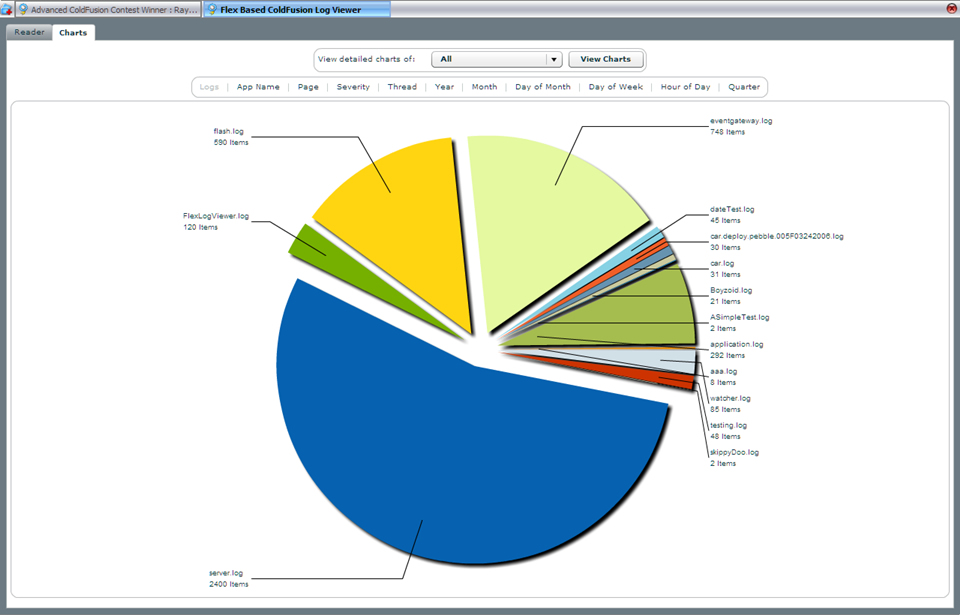 Advanced ColdFusion Contest Winner : Ray...
Flex Based ColdFusion Log Viewer
Reader
Charts
View detailed charts of:
All
View Charts
Logs
App Name
Page
Severity
Thread
Year
Month
Day of Month
Day of Week
Hour of Day
Quarter
flash.log
590 Items
eventgateway.log
748 Items
FlexLogViewer.log
120 Items
dateTest.log
45 Items
car.deploy.pebble.005F03242006.log
30 Items
car.log
31 Items
Boyzoid.log
21 Items
ASimpleTest.log
2 Items
application.log
292 Items
aaa.log
8 Items
watcher.log
85 Items
testing.log
48 Items
skippyDoo.log
2 Items
server.log
2400 Items